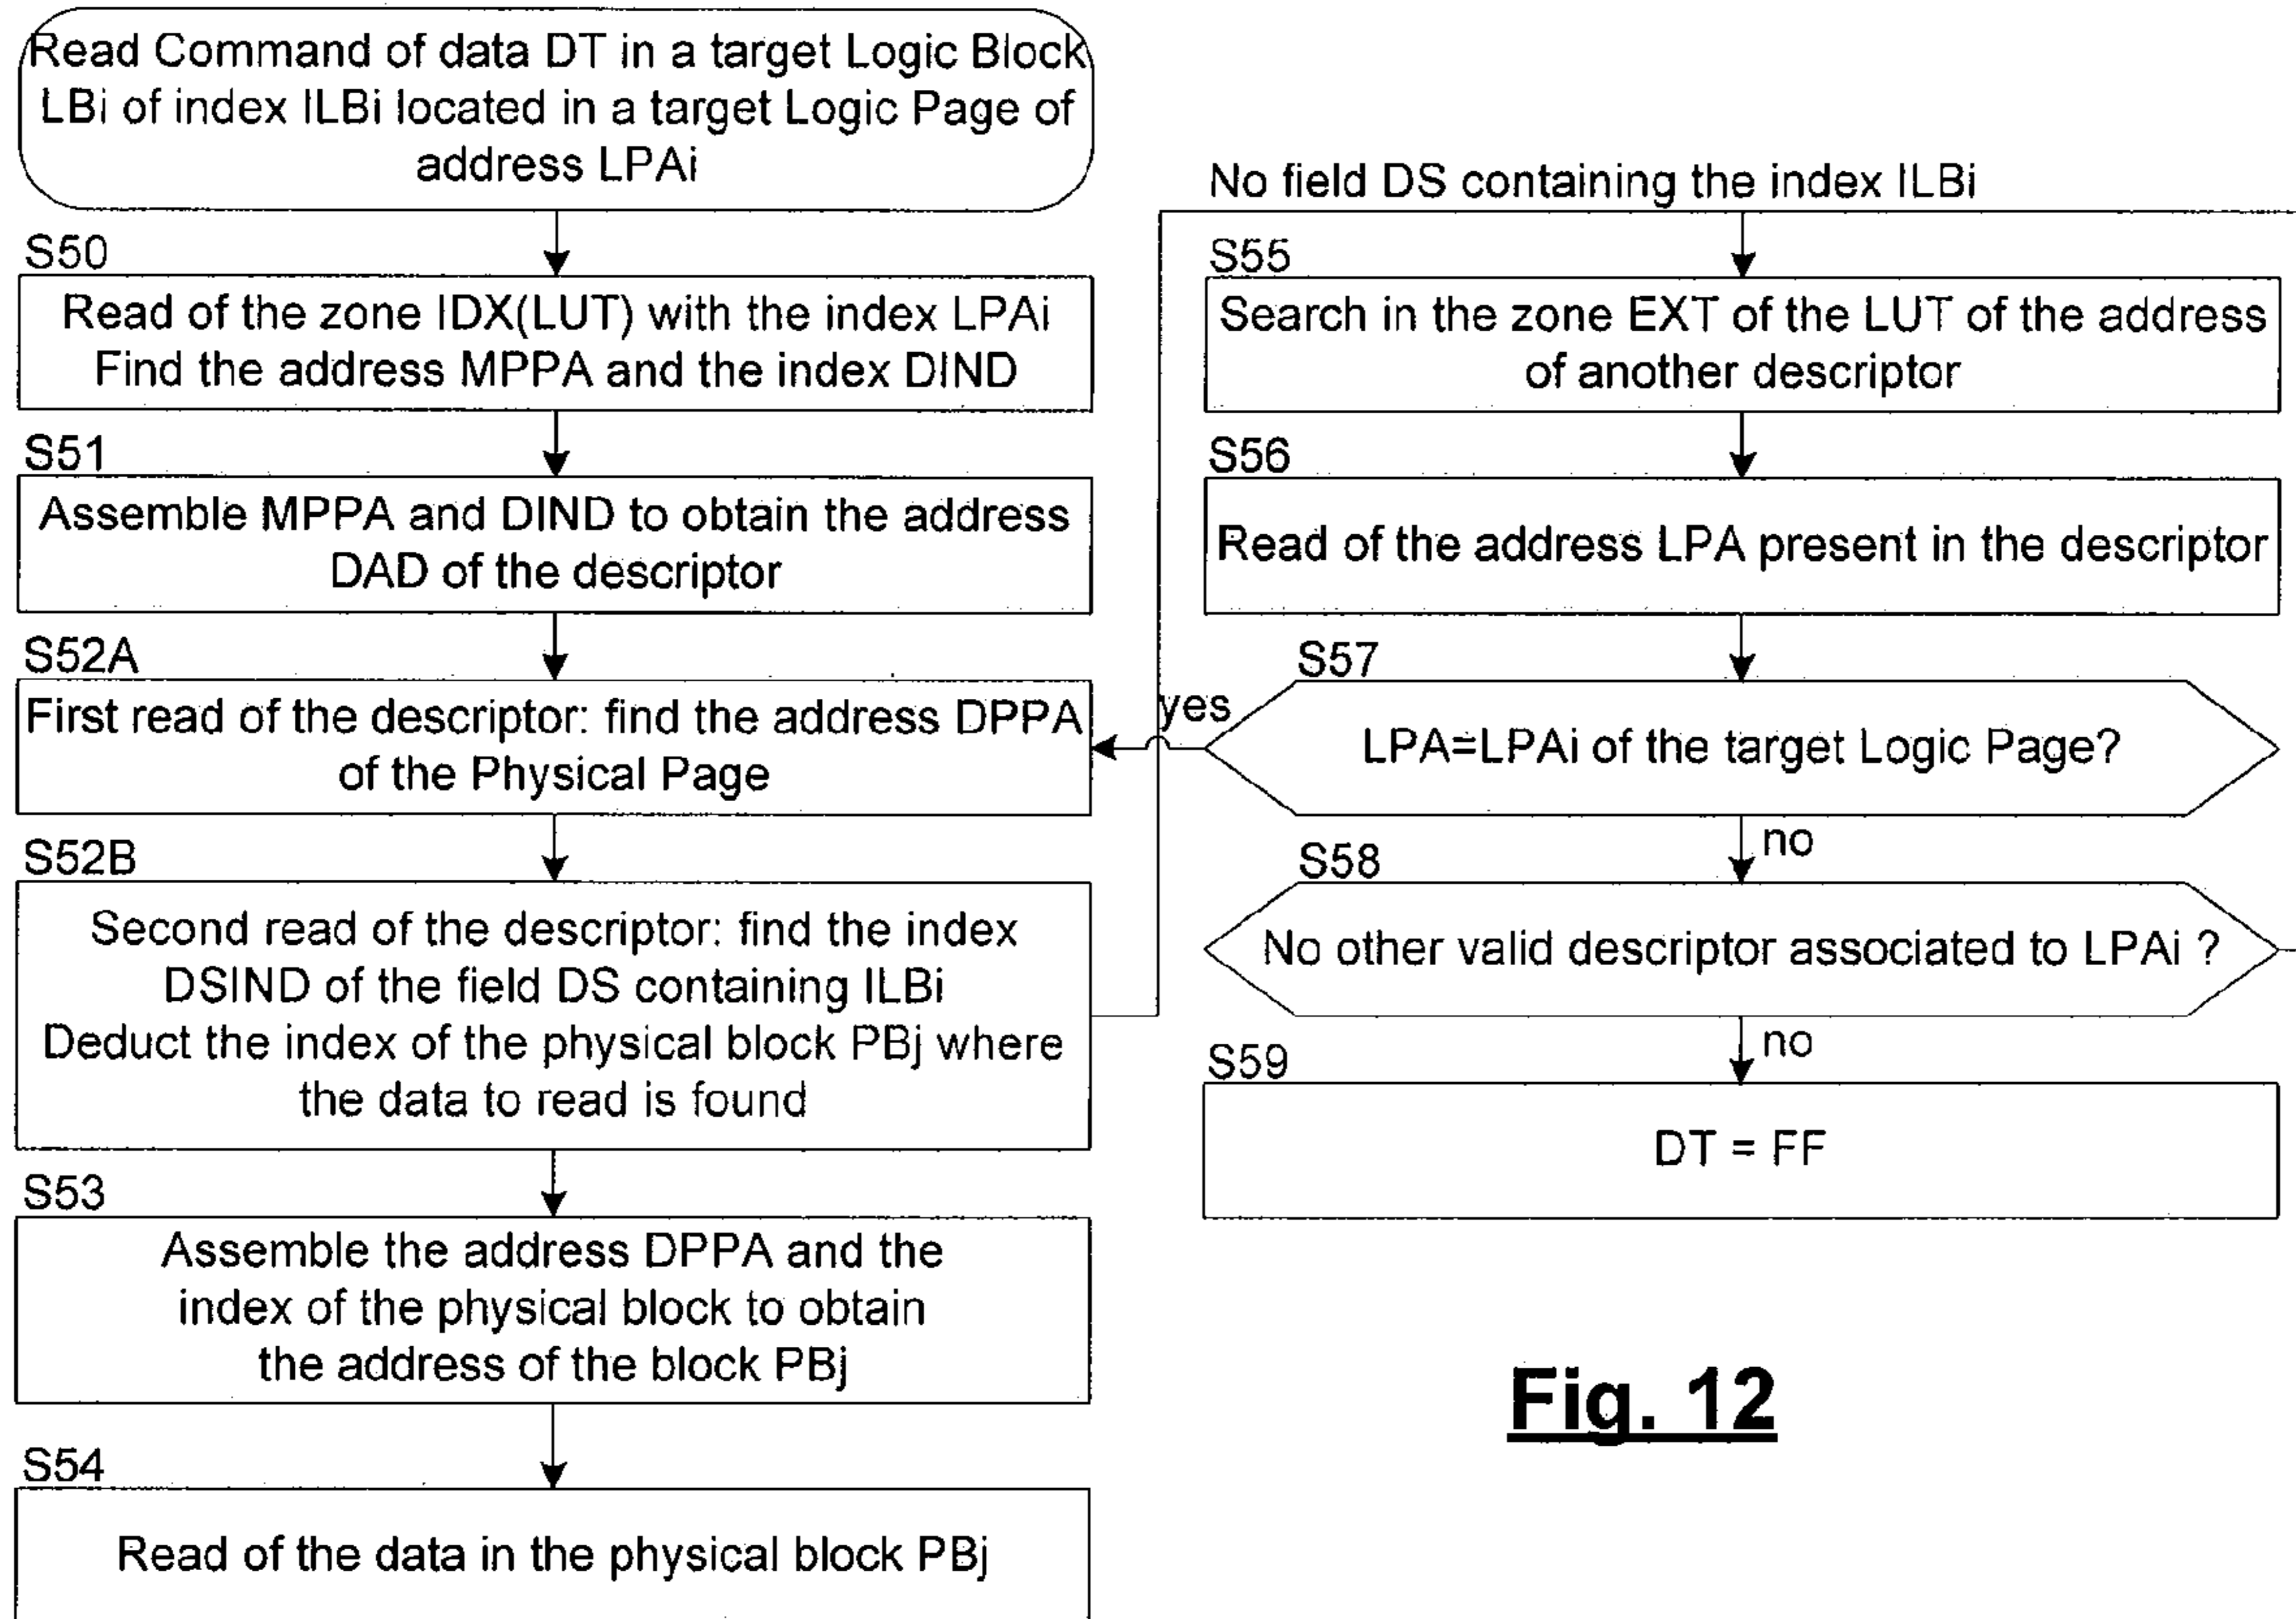 Read Command of data DT in a target Logic Block
LBi of index ILBi located in a target Logic Page of
address LPAi
S50
Read of the zone IDX(LUT) with the index LPAi
Find the address MPPA and the index DIND
S51
Assemble MPPA and DIND to obtain the address
DAD of the descriptor
S52A
First read of the descriptor: find the address DPPA
of the Physical Page
S52B
Second read of the descriptor: find the index
DSIND of the field DS containing ILBi
Deduct the index of the physical block PBj where
the data to read is found
S53
Assemble the address DPPA and the
index of the physical block to obtain
the address of the block PBj
S54
Read of the data in the physical block PBj
No field DS containing the index ILBi
S55
Search in the zone EXT of the LUT of the address
of another descriptor
S56
Read of the address LPA present in the descriptor
S57
yes
LPA=LPAi of the target Logic Page?
no
S58
No other valid descriptor associated to LPAi ?
no
S59
DT = FF
Fig. 12